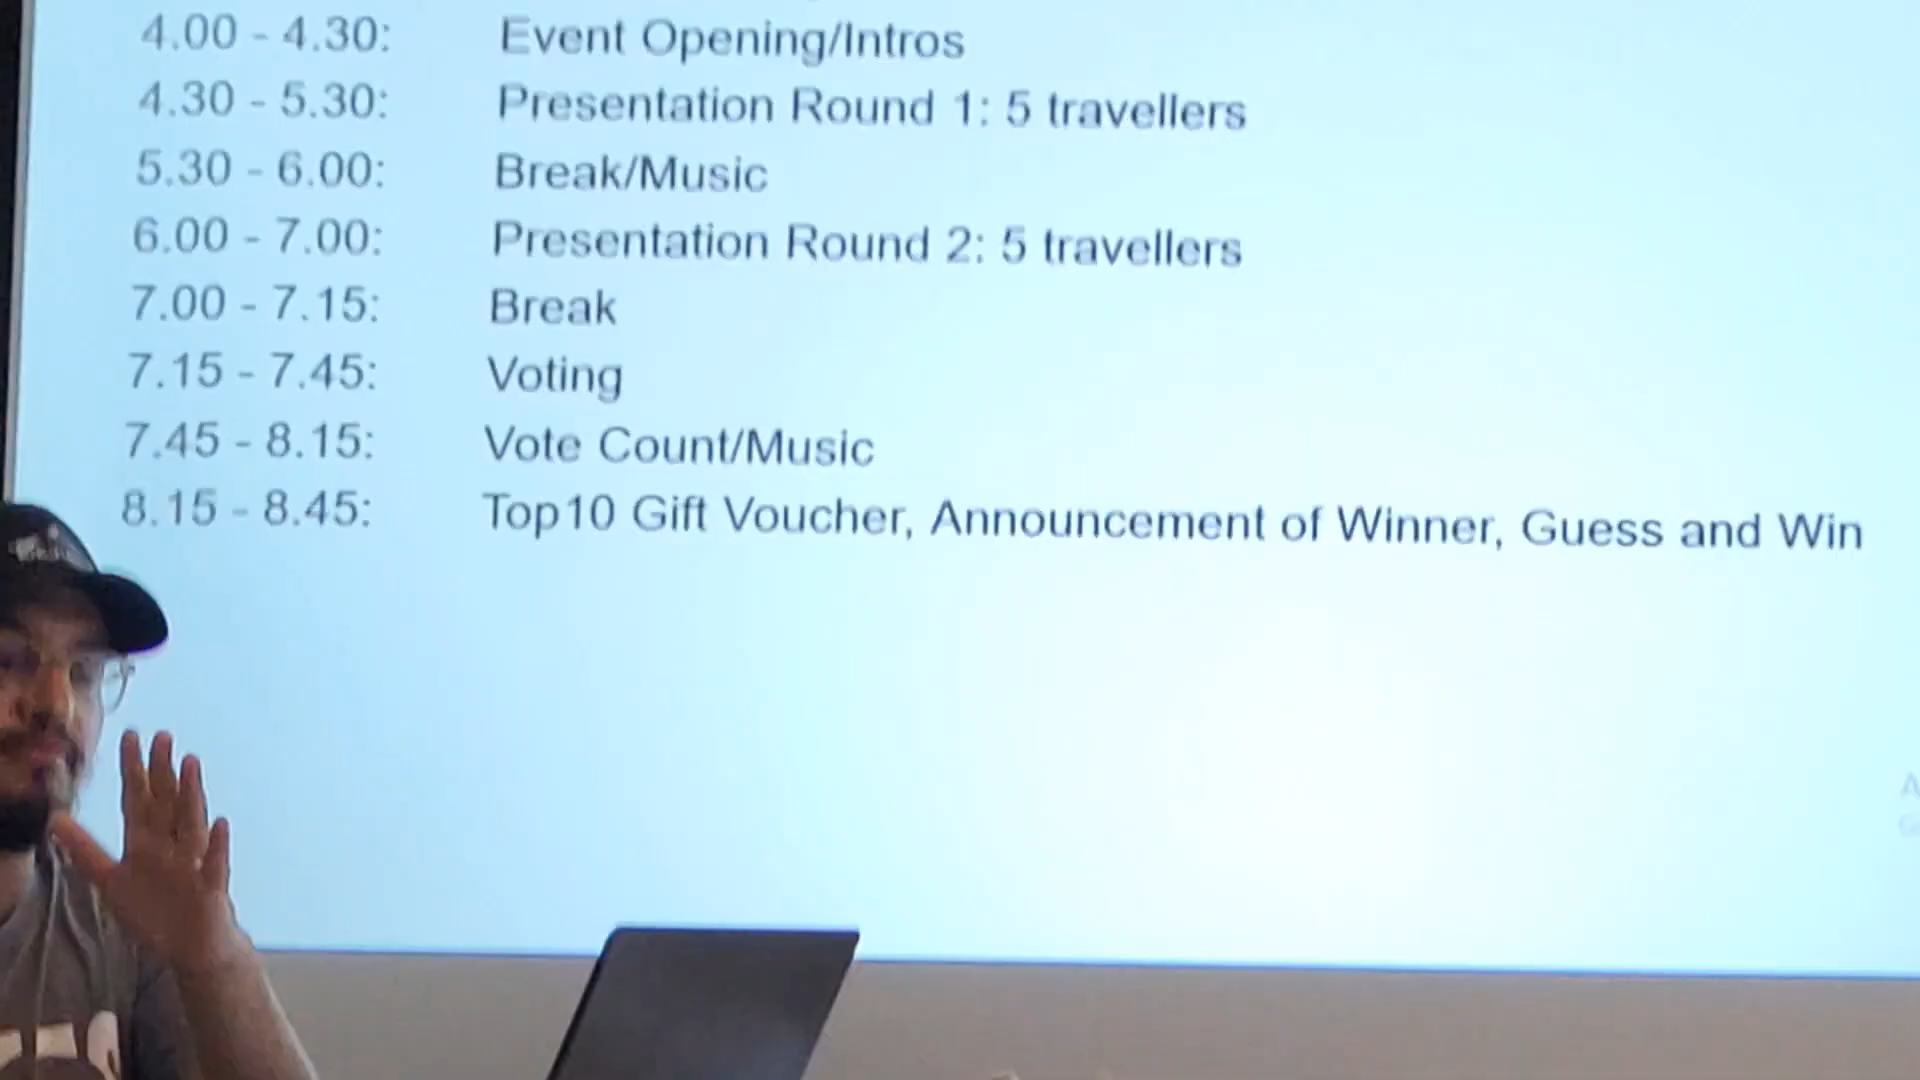 4.00 - 4.30: Event Opening/Intros
4.30 - 5.30: Presentation Round 1: 5 travellers
5.30 - 6.00: Break/Music
6.00 - 7.00: Presentation Round 2: 5 travellers
7.00 - 7.15: Break
7.15 - 7.45: Voting
7.45 - 8.15: Vote Count/Music
8.15 - 8.45: Top10 Gift Voucher, Announcement of Winner, Guess and Win